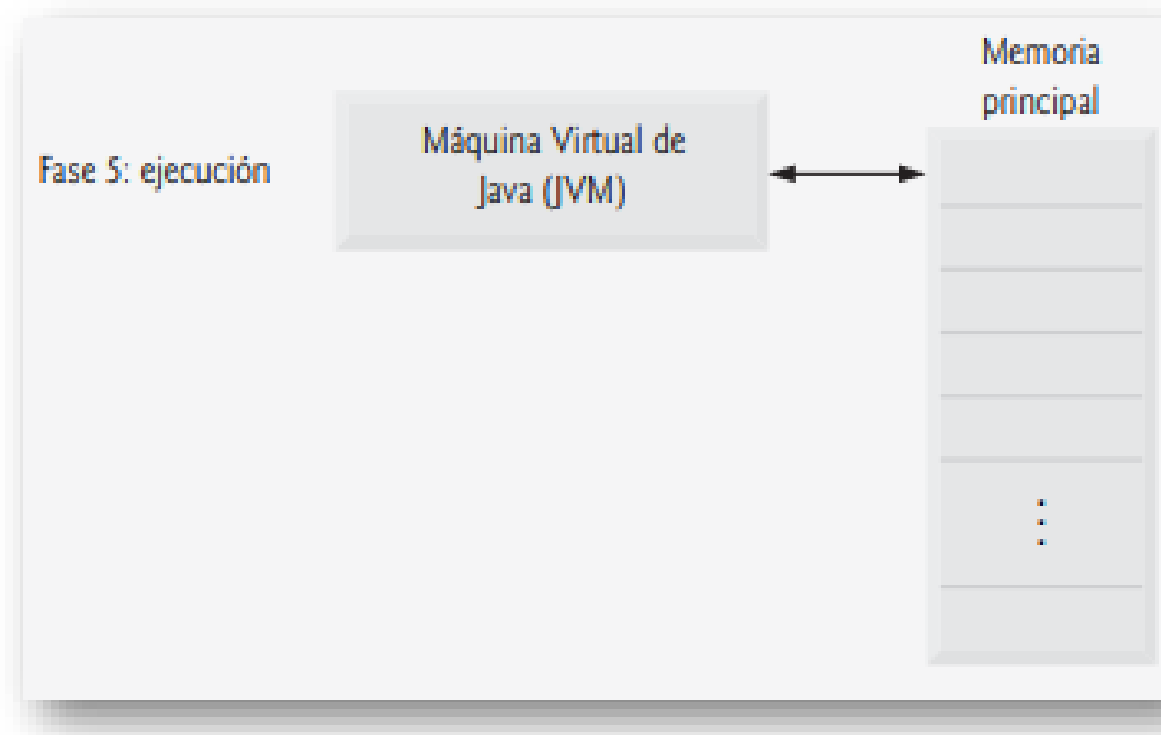 Memoria
principal
Máquina Virtual de
Java (JVM)
Fase 5: ejecución